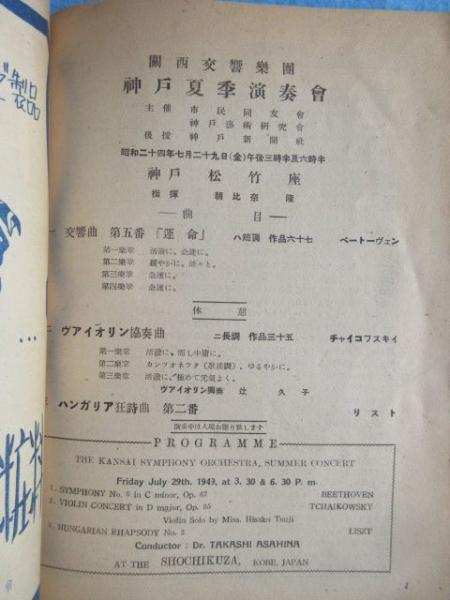 關西交響樂團
神戸夏季演奏會
主催 市民同友會
神戸藝術研究會
後援 神戸新聞社
昭和二十四年七月二十九日(金)午後三時半及六時半
神戸 松竹座
指揮 朝比奈 隆
曲目
一 交響曲 第五番 「運命」 ハ短調 作品六十七 ベートーヴェン
第一樂章 活潑に、急速に。
第二樂章 緩やかに、
第三樂章 急速に。
第四樂章 急速に。
休憩
二 ヴアイオリン協奏曲 ニ長調 作品三十五 チャイコフスキイ
第一樂章 活潑に、而し中庸に。
第二樂章 カンツオネツタ(歌謠調)、ゆるやかに。
第三樂章 活潑に、極めて元氣よく。
ヴアイオリン獨奏 辻 久子
三 ハンガリア狂詩曲 第二番 リスト
演奏中は入場お斷り致します
PROGRAMME
THE KANSAI SYMPHONY ORCHESTRA, SUMMER CONCERT
Friday July 29th. 1949, at 3. 30 & 6. 30 P. m.
1. SYMPHONY No. 5 in C minor, Op. 67 BEETHOVEN
2. VIOLIN CONCERT in D major, Op. 35 TCHAIKOWSKY
Violin Solo by Miss. Hisako Tsuji
3. HUNGARIAN RHAPSODY No. 2 LISZT
Conductor : Dr. TAKASHI ASAHINA
AT THE SHOCHIKUZA, KOBE, JAPAN
製品